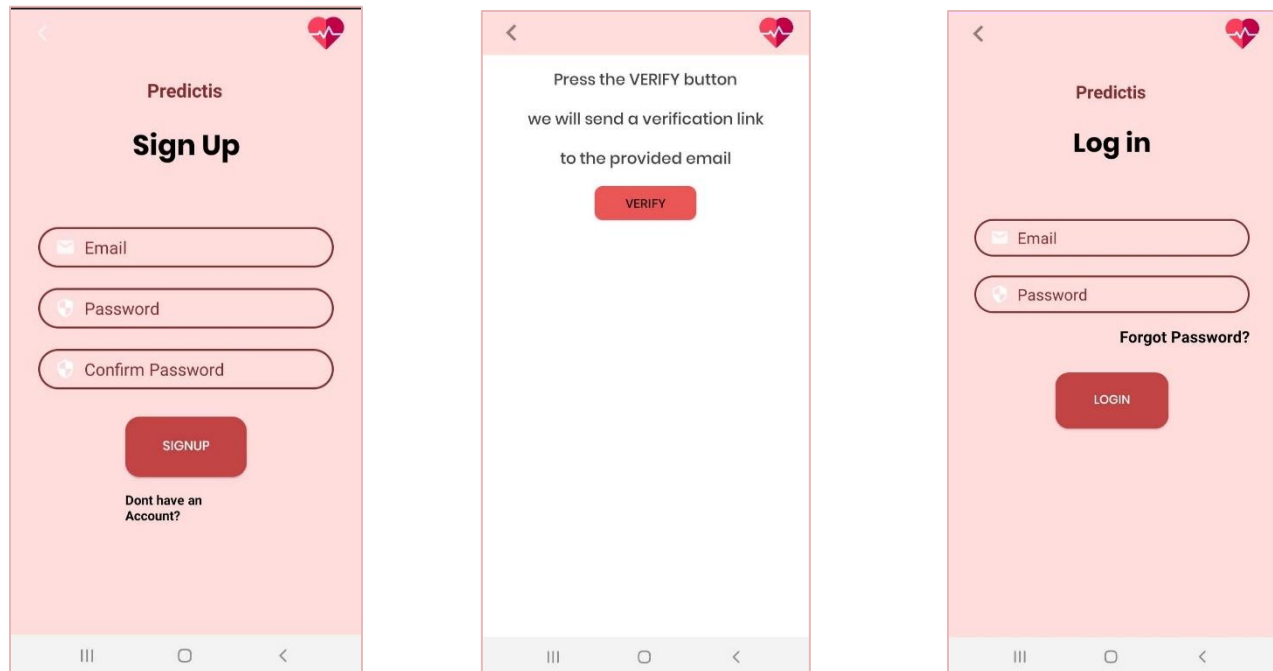 Predictis
Sign Up
Email
Password
Confirm Password
SIGNUP
Dont have an
Account?
Press the VERIFY button
we will send a verification link
to the provided email
VERIFY
Predictis
Log in
Email
Password
Forgot Password?
LOGIN